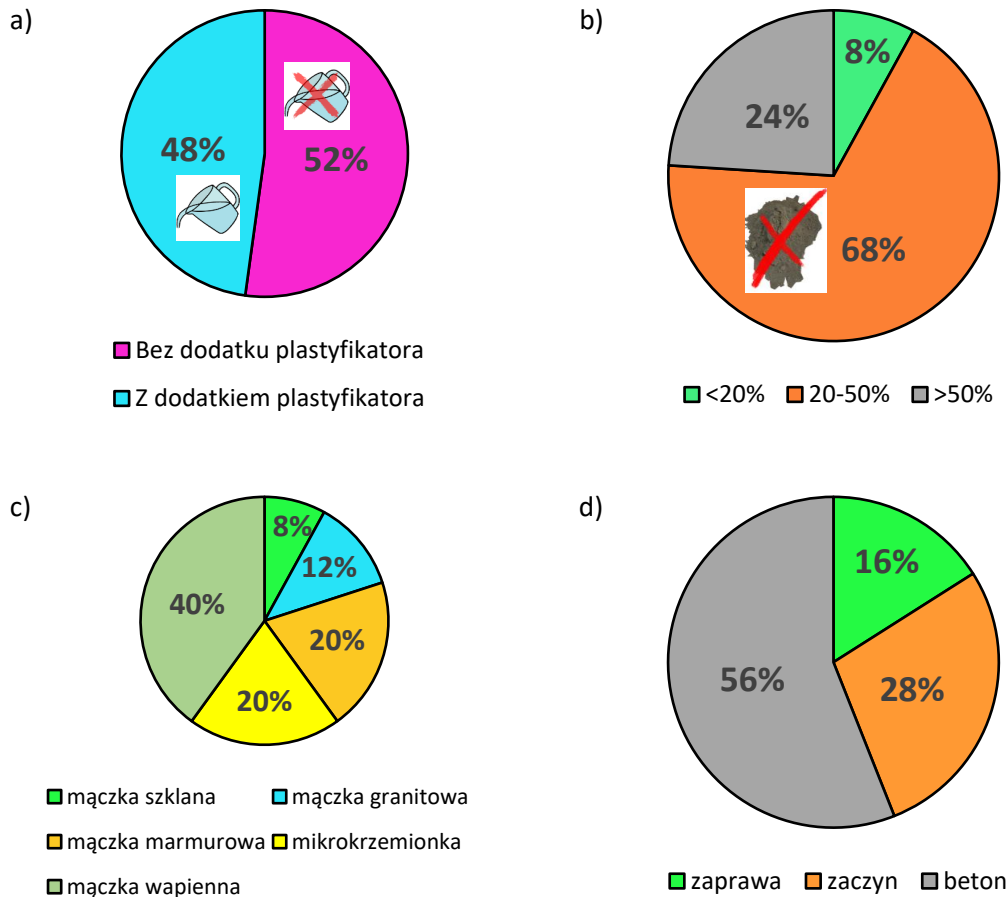 a)
48%
52%
Bez dodatku plastyfikatora
Z dodatkiem plastyfikatora
b)
8%
24%
68%
<20% 20-50% >50%
c)
8%
12%
40%
20%
20%
mączka szklana mączka granitowa
mączka marmurowa mikrokrzemionka
mączka wapienna
d)
16%
56%
28%
zaprawa zaczyn beton